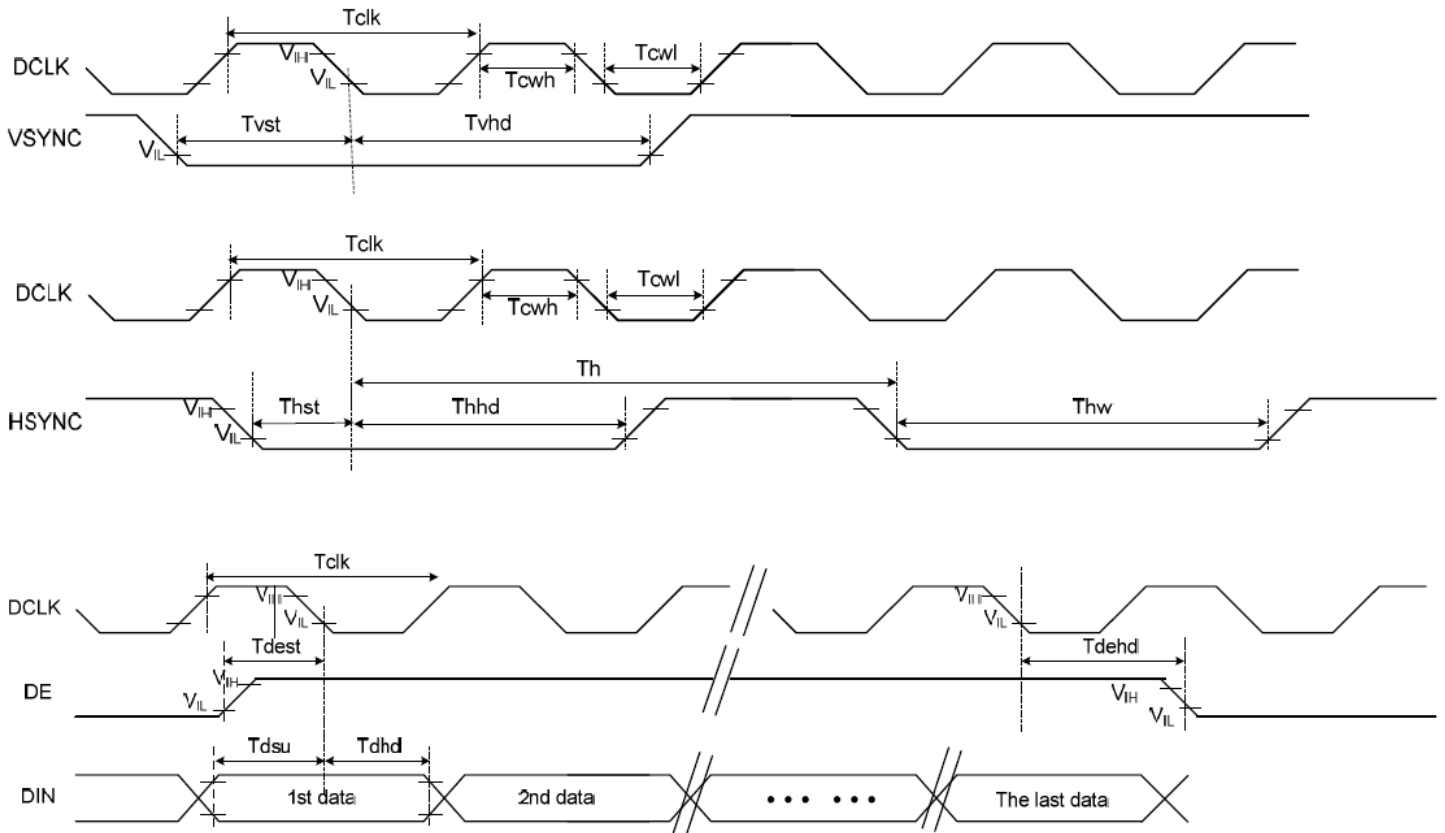 Tclk
DCLK
VIH
VIL
Tcwh
Tcwl
VSYNC
VIL
Tvst
Tvhd
Tclk
DCLK
VIH
VIL
Tcwh
Tcwl
Th
HSYNC
VIH
VIL
Thst
Thhd
Thw
Tclk
DCLK
VIH
VIL
VIH
VIL
Tdest
Tdehd
DE
VIH
VIL
VIH
VIL
Tdsu
Tdhd
DIN
1st data
2nd data
••• •••
The last data